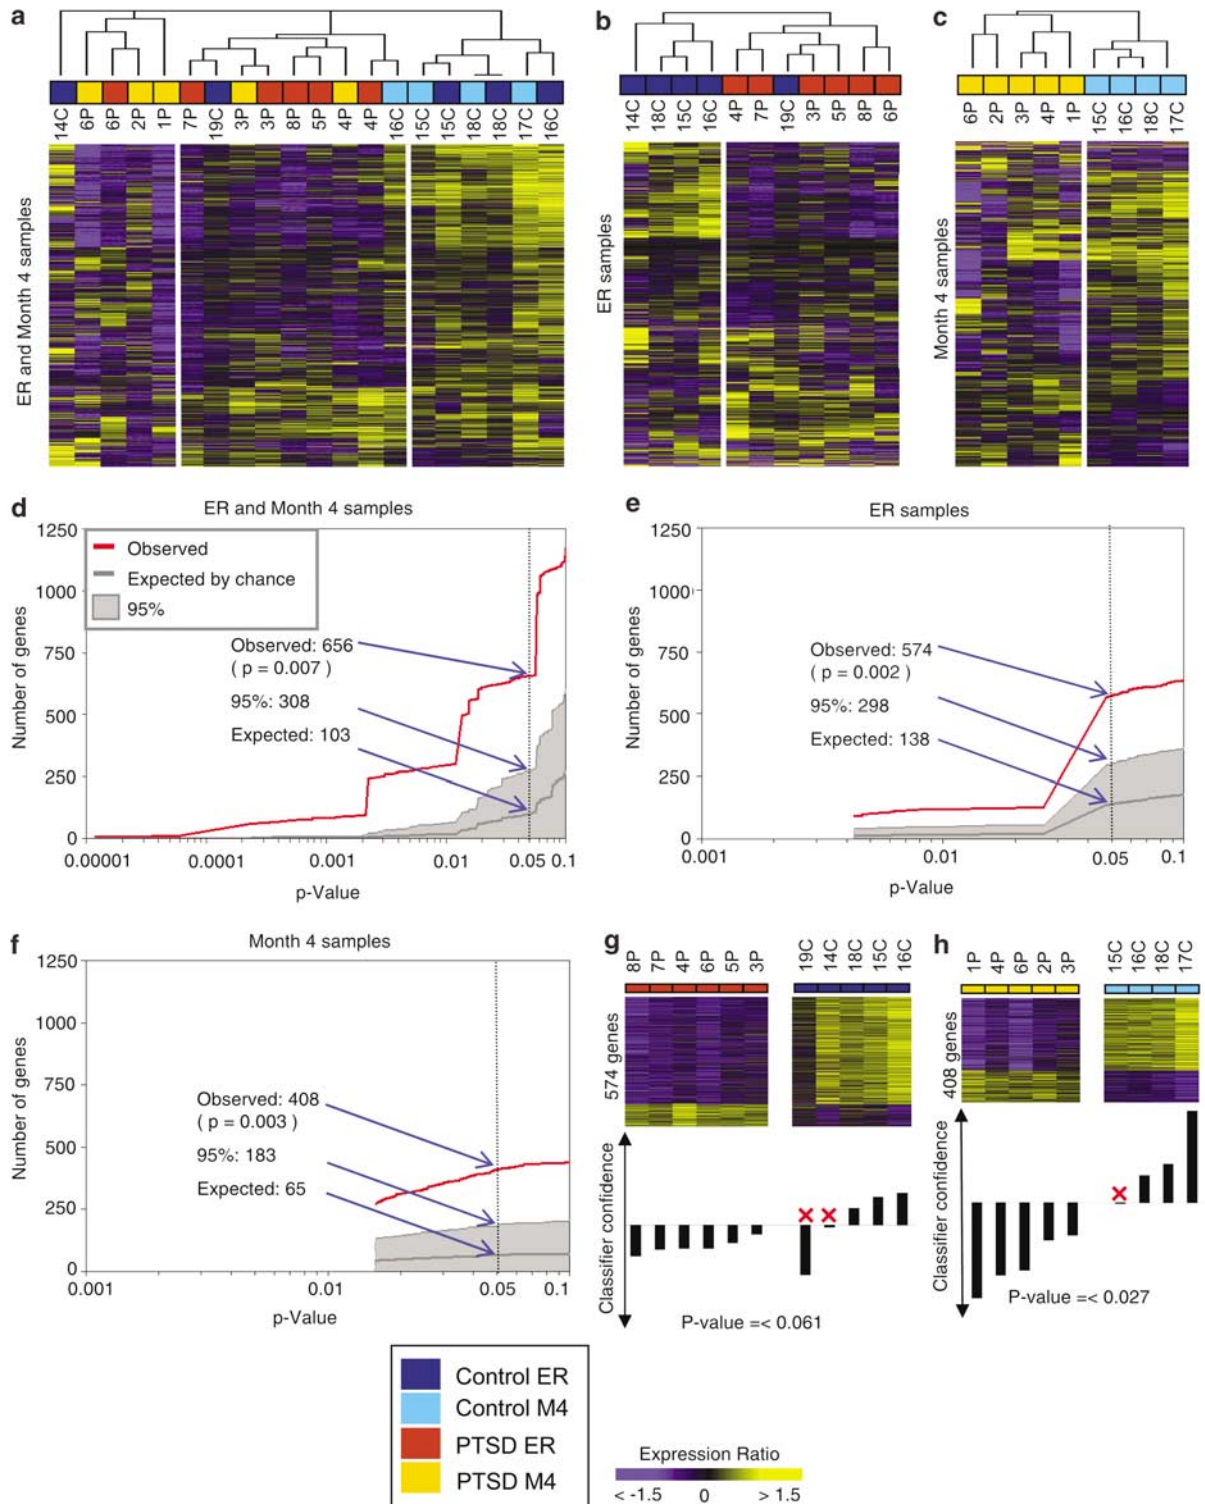 a
14C 6P 6P 2P 1P 7P 19C 3P 3P 8P 5P 4P 4P 16C 15C 15C 18C 18C 17C 16C
ER and Month 4 samples
b
14C 18C 15C 16C 4P 7P 19C 3P 5P 8P 6P
ER samples
c
6P 2P 3P 4P 1P 15C 16C 18C 17C
Month 4 samples
d
ER and Month 4 samples
1250
1000
750
500
250
0
Number of genes
Observed
Expected by chance
95%
Observed: 656
( p = 0.007 )
95%: 308
Expected: 103
0.00001 0.0001 0.001 0.01 0.05 0.1
p-Value
e
ER samples
1250
1000
750
500
250
0
Number of genes
Observed: 574
( p = 0.002 )
95%: 298
Expected: 138
0.001 0.01 0.05 0.1
p-Value
f
Month 4 samples
1250
1000
750
500
250
0
Number of genes
Observed: 408
( p = 0.003 )
95%: 183
Expected: 65
0.001 0.01 0.05 0.1
p-Value
g
8P 7P 4P 6P 5P 3P 19C 14C 18C 15C 16C
574 genes
Classifier confidence
P-value =< 0.061
h
1P 4P 6P 2P 3P 15C 16C 18C 17C
408 genes
Classifier confidence
P-value =< 0.027
Control ER
Control M4
PTSD ER
PTSD M4
Expression Ratio
< -1.5 0 > 1.5